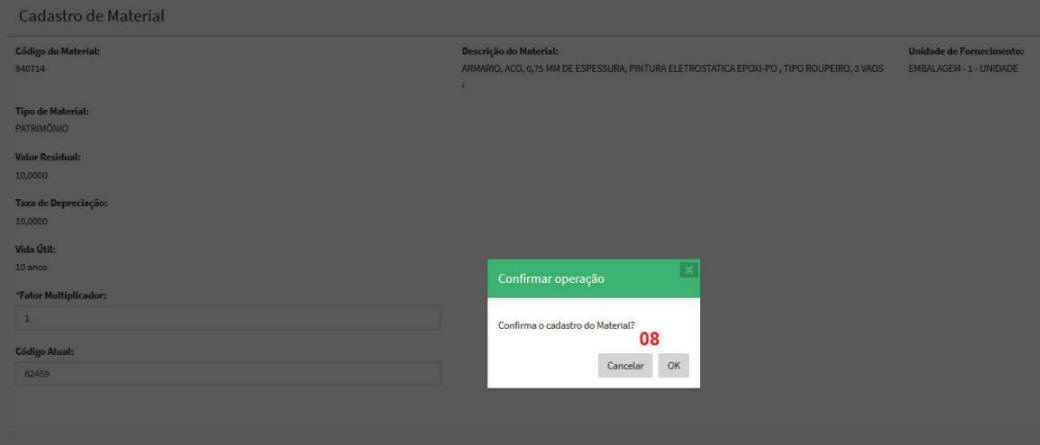 Cadastro de Material
Código do Material:
840714
Descrição do Material:
ARMARIO, ACO, 0,75 MM DE ESPESSURA, PINTURA ELETROSTATICA EPOXI-PO , TIPO ROUPEIRO, 3 VAOS
,
Unidade de Fornecimento:
EMBALAGEM - 1 - UNIDADE
Tipo de Material:
PATRIMÔNIO
Valor Residual:
10,0000
Taxa de Depreciação:
10,0000
Vida Útil:
10 anos
*Fator Multiplicador:
1
Código Atual:
62459
Confirmar operação
Confirma o cadastro do Material?
08
Cancelar OK